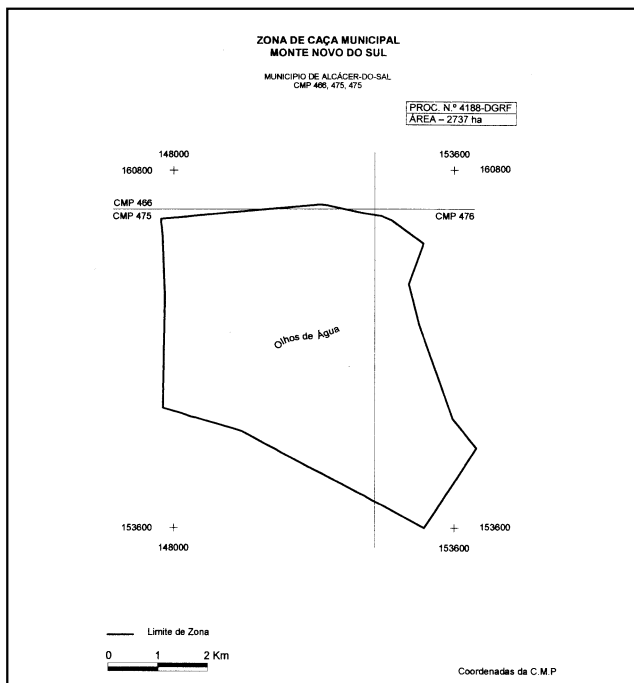 ZONA DE CAÇA MUNICIPAL
MONTE NOVO DO SUL
MUNICIPIO DE ALCÁCER-DO-SAL
CMP 466, 475, 475
PROC. N.º 4188-DGRF
ÁREA – 2737 ha
148000
153600
160800
160800
CMP 466
CMP 475
CMP 476
Olhos de Água
153600
153600
148000
153600
Limite de Zona
0 1 2 Km
Coordenadas da C.M.P